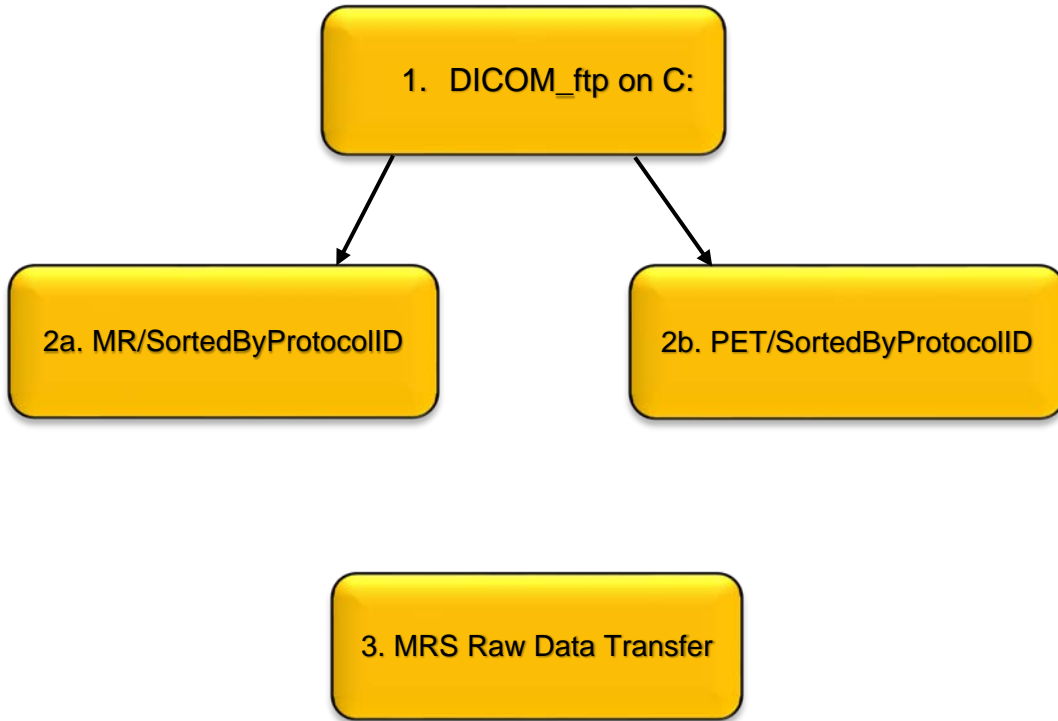 1. DICOM_ftp on C:
2a. MR/SortedByProtocolID
2b. PET/SortedByProtocolID
3. MRS Raw Data Transfer